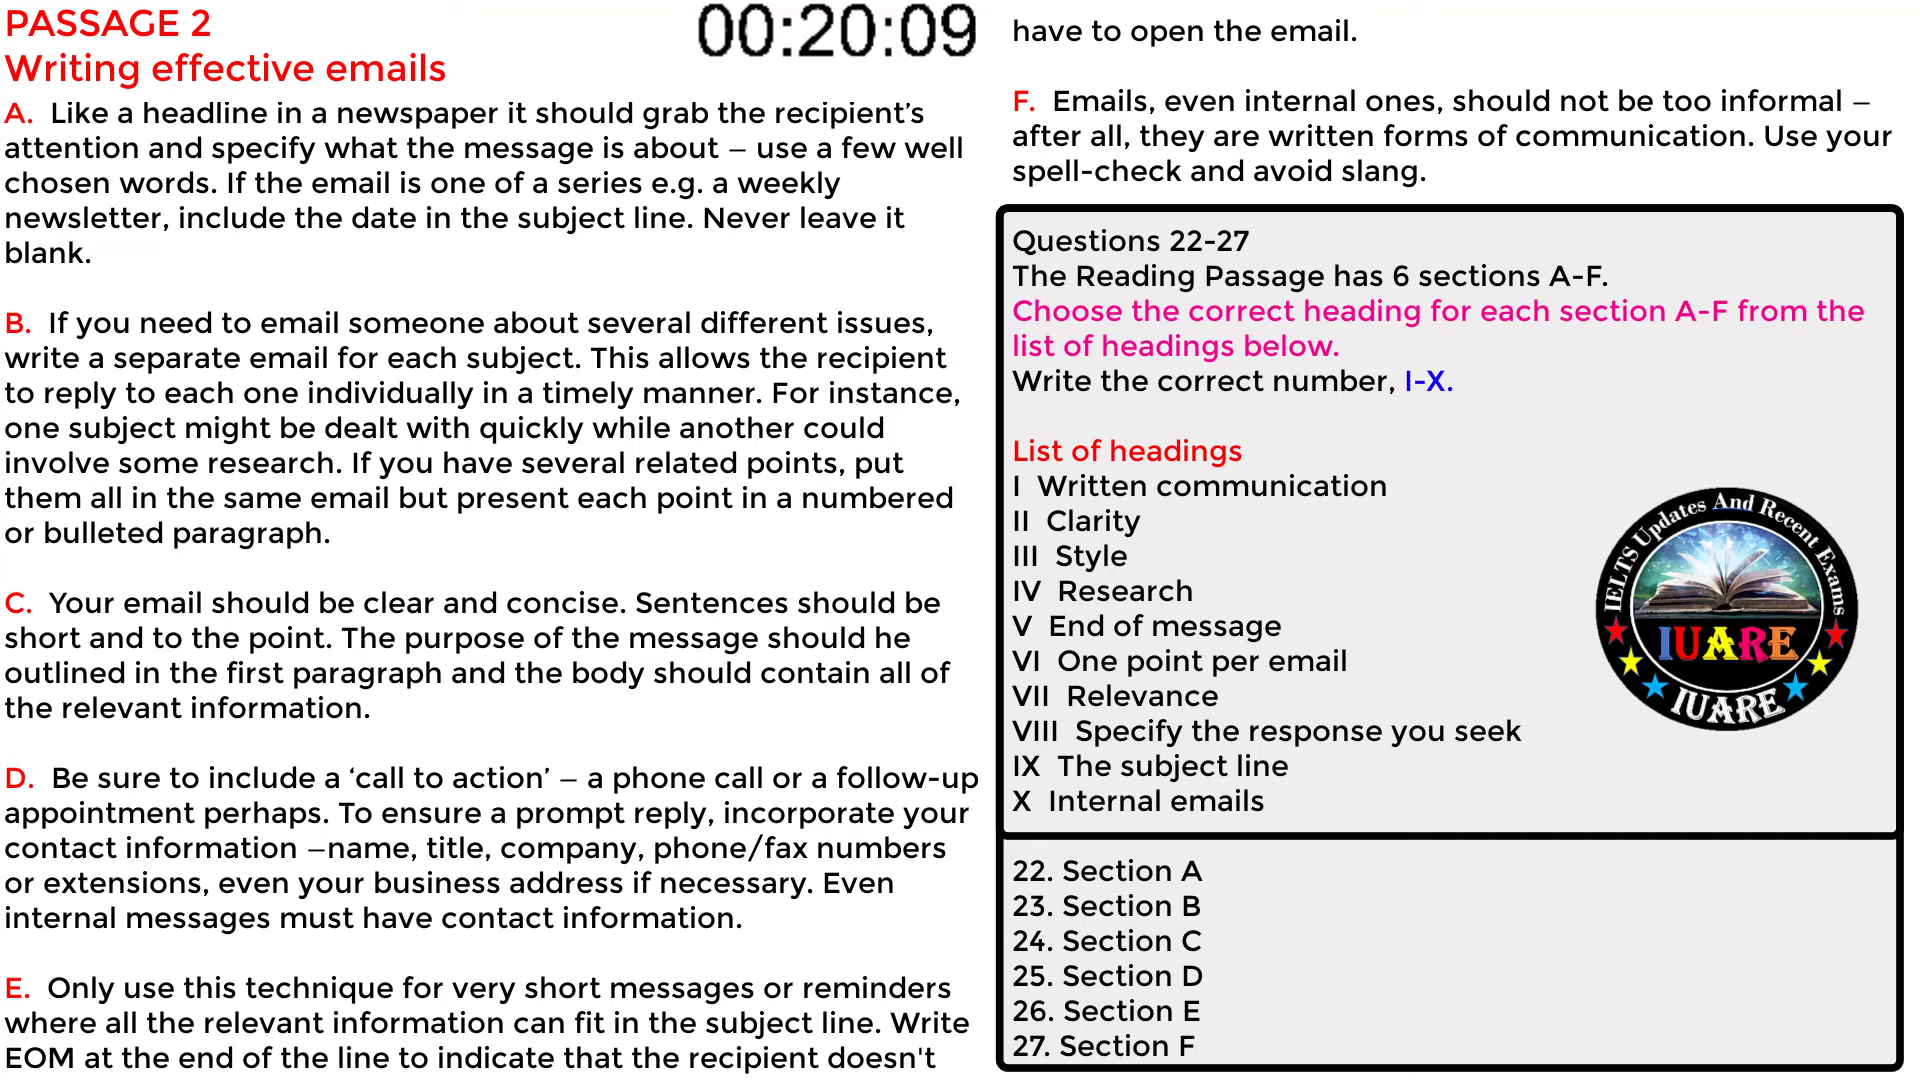 PASSAGE 2
00:20:09
Writing effective emails
A. Like a headline in a newspaper it should grab the recipient's
attention and specify what the message is about – use a few well
chosen words. If the email is one of a series e.g. a weekly
newsletter, include the date in the subject line. Never leave it
blank.
B. If you need to email someone about several different issues,
write a separate email for each subject. This allows the recipient
to reply to each one individually in a timely manner. For instance,
one subject might be dealt with quickly while another could
involve some research. If you have several related points, put
them all in the same email but present each point in a numbered
or bulleted paragraph.
C. Your email should be clear and concise. Sentences should be
short and to the point. The purpose of the message should he
outlined in the first paragraph and the body should contain all of
the relevant information.
D. Be sure to include a ‘call to action’ – a phone call or a follow-up
appointment perhaps. To ensure a prompt reply, incorporate your
contact information –name, title, company, phone/fax numbers
or extensions, even your business address if necessary. Even
internal messages must have contact information.
E. Only use this technique for very short messages or reminders
where all the relevant information can fit in the subject line. Write
EOM at the end of the line to indicate that the recipient doesn't
have to open the email.
F. Emails, even internal ones, should not be too informal –
after all, they are written forms of communication. Use your
spell-check and avoid slang.
Questions 22-27
The Reading Passage has 6 sections A-F.
Choose the correct heading for each section A-F from the
list of headings below.
Write the correct number, I-X.
List of headings
I Written communication
II Clarity
III Style
IV Research
V End of message
VI One point per email
VII Relevance
VIII Specify the response you seek
IX The subject line
X Internal emails
IELTS Updates And Recent Exams
IUARE
IUARE
22. Section A
23. Section B
24. Section C
25. Section D
26. Section E
27. Section F